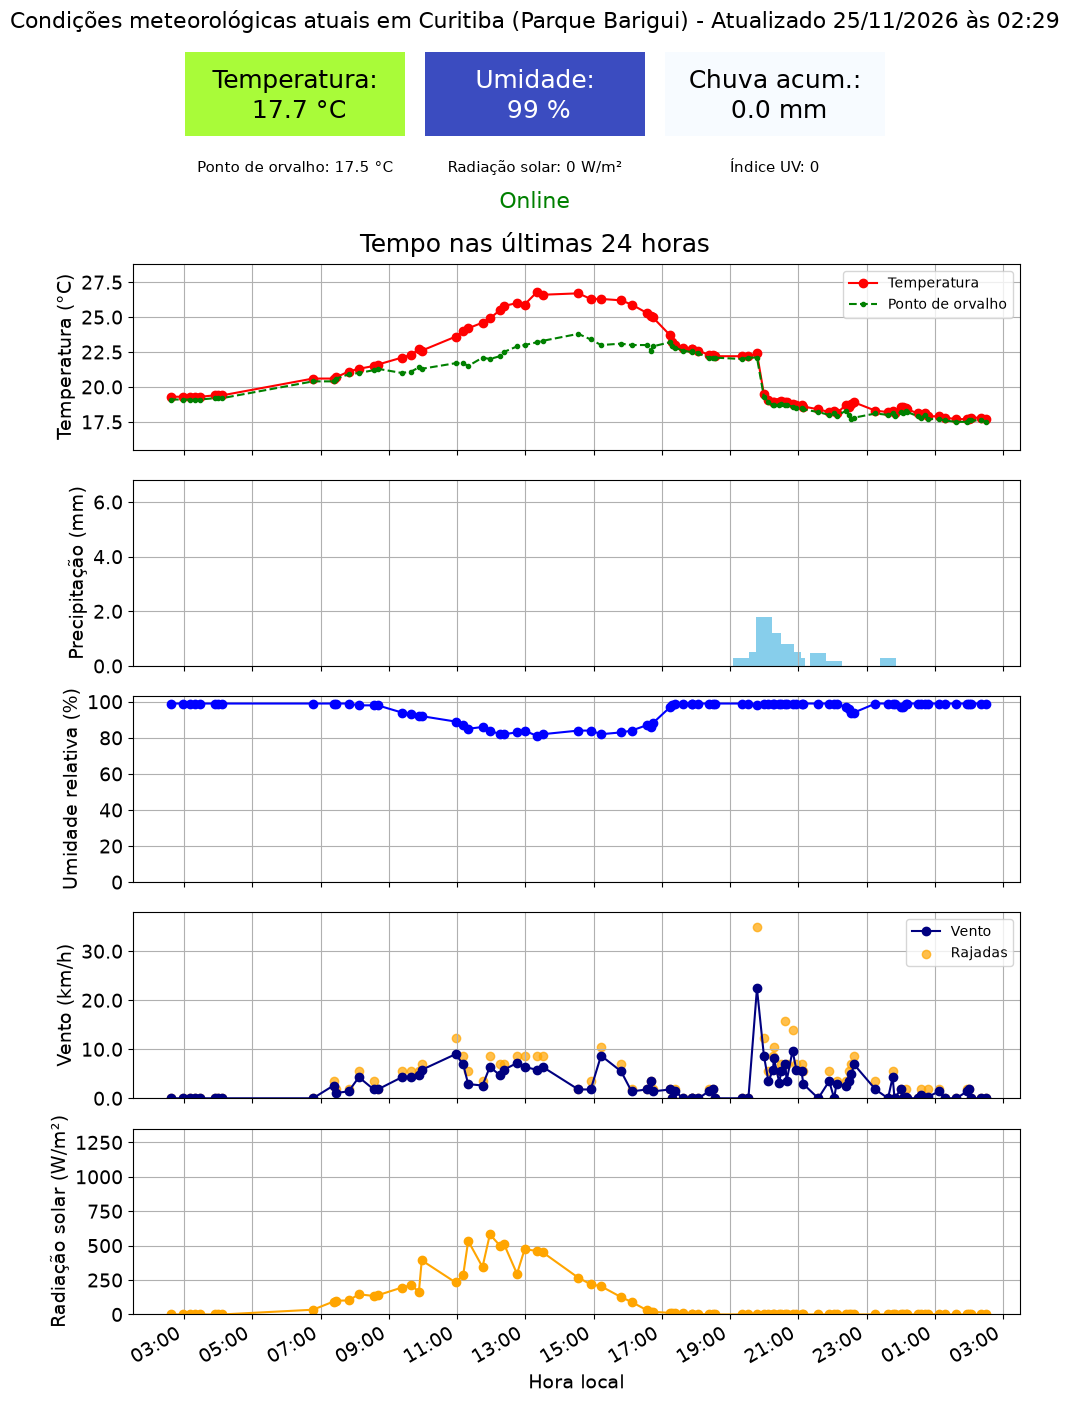 Condições meteorológicas atuais em Curitiba (Parque Barigui) - Atualizado 25/11/2026 às 02:29
Temperatura:
17.7 °C
Umidade:
99 %
Chuva acum.:
0.0 mm
Ponto de orvalho: 17.5 °C
Radiação solar: 0 W/m²
Índice UV: 0
Online
Tempo nas últimas 24 horas
Temperatura (°C)
27.5
25.0
22.5
20.0
17.5
Temperatura
Ponto de orvalho
Precipitação (mm)
6.0
4.0
2.0
0.0
Umidade relativa (%)
100
80
60
40
20
0
Vento (km/h)
30.0
20.0
10.0
0.0
Vento
Rajadas
Radiação solar (W/m²)
1250
1000
750
500
250
0
03:00
05:00
07:00
09:00
11:00
13:00
15:00
17:00
19:00
21:00
23:00
01:00
03:00
Hora local